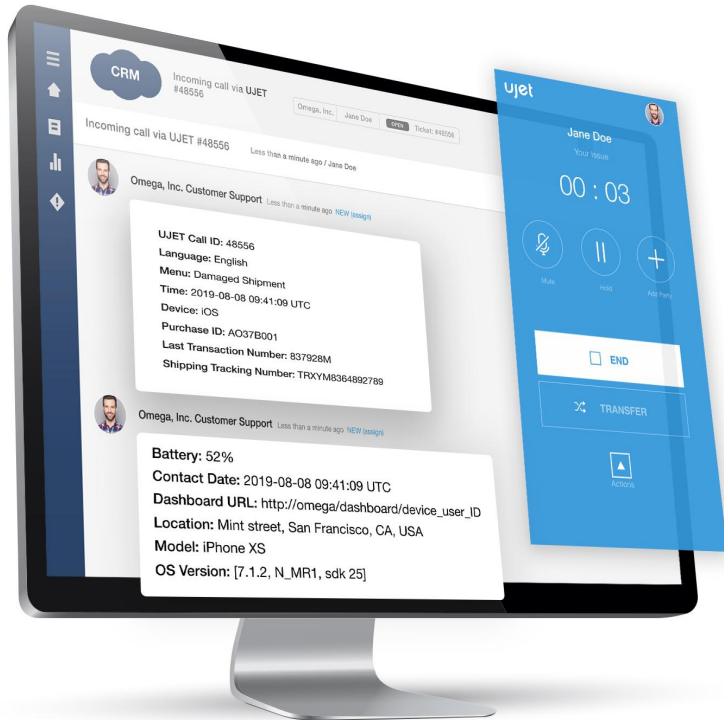 CRM
Incoming call via UJET
#48556
Omega, Inc.
Jane Doe
OPEN
Ticket: #48556
Incoming call via UJET #48556
Less than a minute ago / Jane Doe
Omega, Inc. Customer Support Less than a minute ago NEW (assign)
UJET Call ID: 48556
Language: English
Menu: Damaged Shipment
Time: 2019-08-08 09:41:09 UTC
Device: iOS
Purchase ID: AO37B001
Last Transaction Number: 837928M
Shipping Tracking Number: TRXYM8364892789
Omega, Inc. Customer Support Less than a minute ago NEW (assign)
Battery: 52%
Contact Date: 2019-08-08 09:41:09 UTC
Dashboard URL: http://omega/dashboard/device_user_ID
Location: Mint street, San Francisco, CA, USA
Model: iPhone XS
OS Version: [7.1.2, N_MR1, sdk 25]
ujet
Jane Doe
Your Issue
00 : 03
Mute
Hold
Add Party
END
TRANSFER
Actions